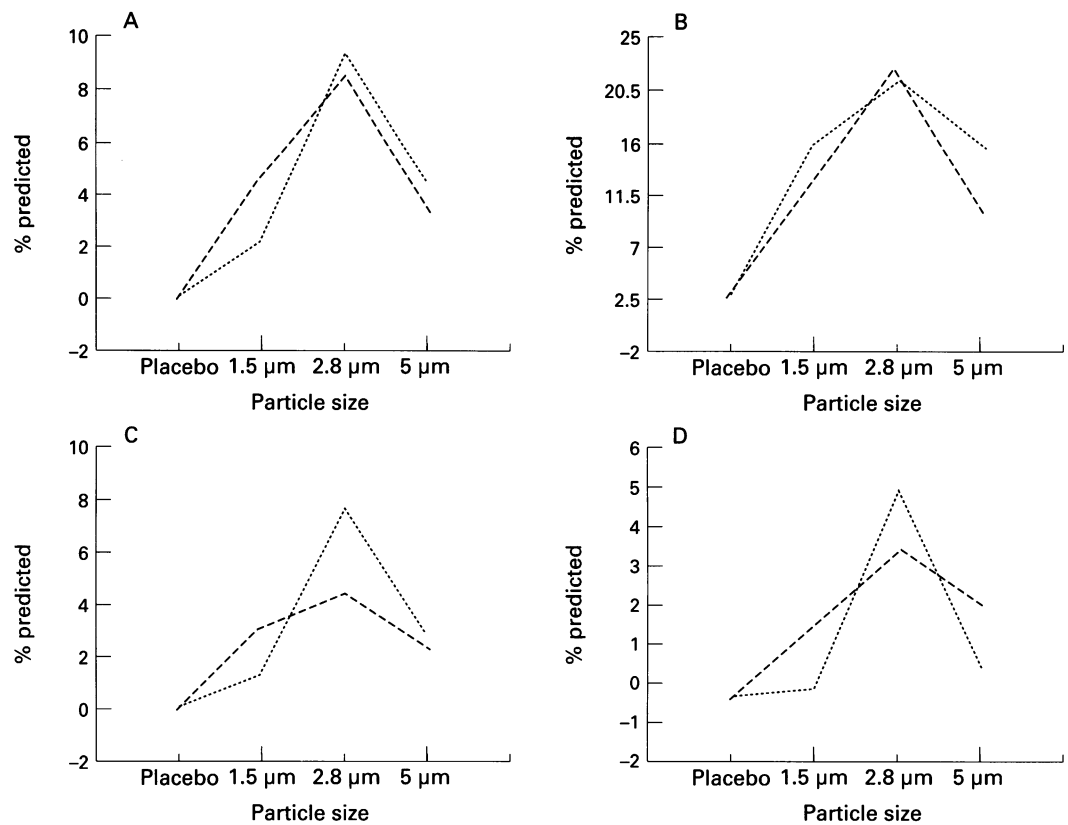 A
10
8
6
4
2
0
–2
% predicted
Placebo 1.5 µm 2.8 µm 5 µm
Particle size
B
25
20.5
16
11.5
7
2.5
–2
% predicted
Placebo 1.5 µm 2.8 µm 5 µm
Particle size
C
10
8
6
4
2
0
–2
% predicted
Placebo 1.5 µm 2.8 µm 5 µm
Particle size
D
6
5
4
3
2
1
0
–1
–2
% predicted
Placebo 1.5 µm 2.8 µm 5 µm
Particle size